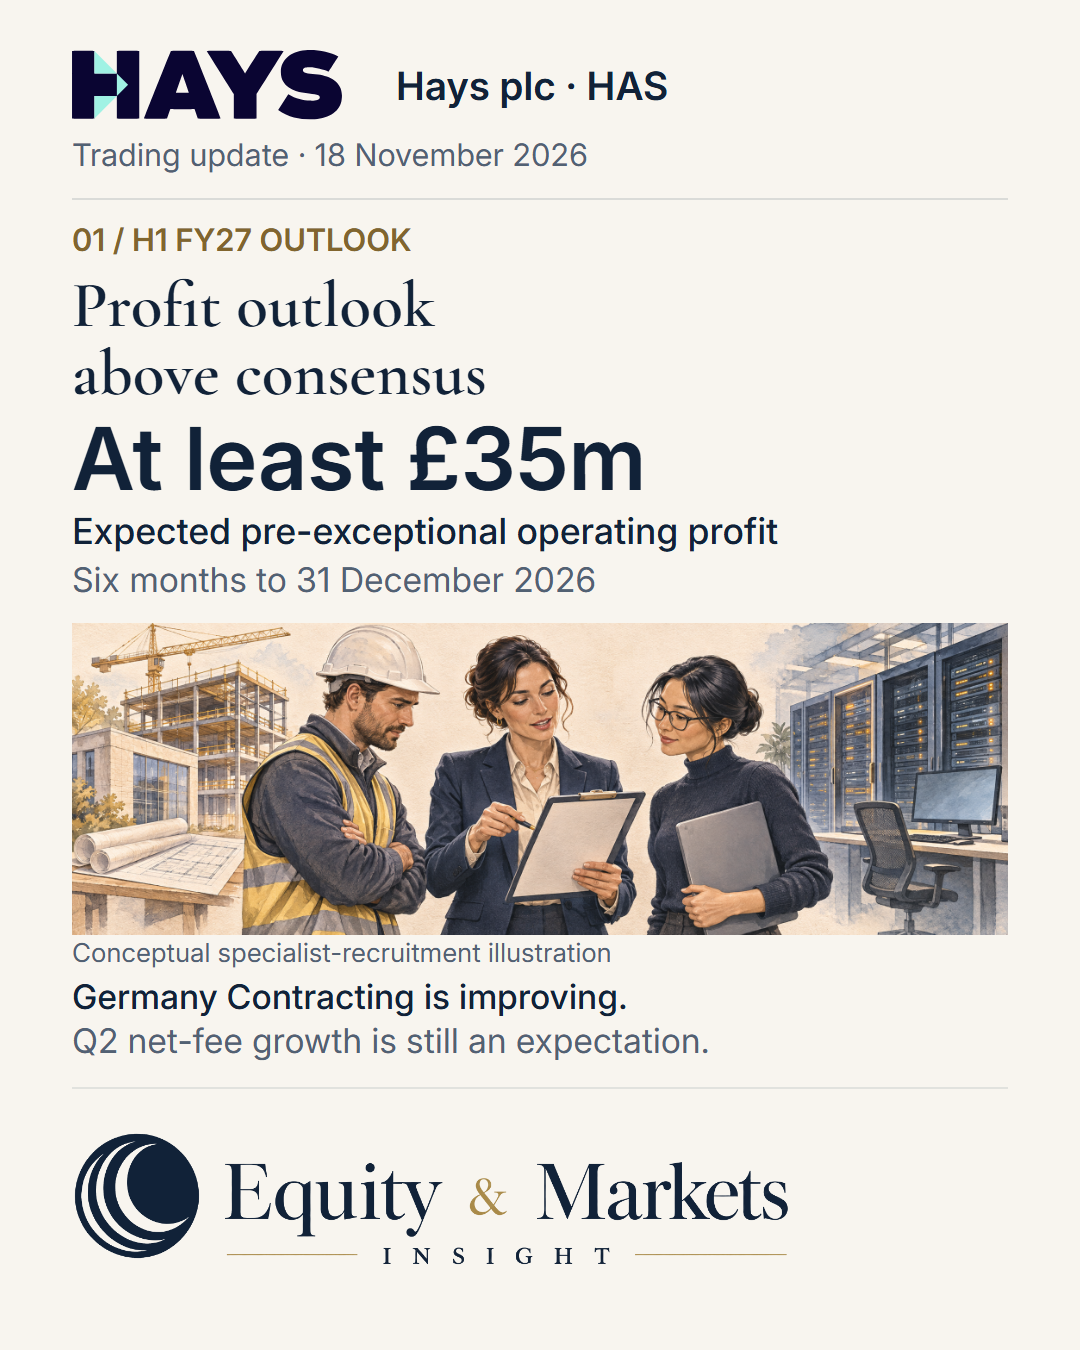 HAYS
Hays plc · HAS
Trading update · 18 November 2026
01 / H1 FY27 OUTLOOK
Profit outlook
above consensus
At least £35m
Expected pre-exceptional operating profit
Six months to 31 December 2026
Conceptual specialist-recruitment illustration
Germany Contracting is improving.
Q2 net-fee growth is still an expectation.
Equity & Markets
INSIGHT